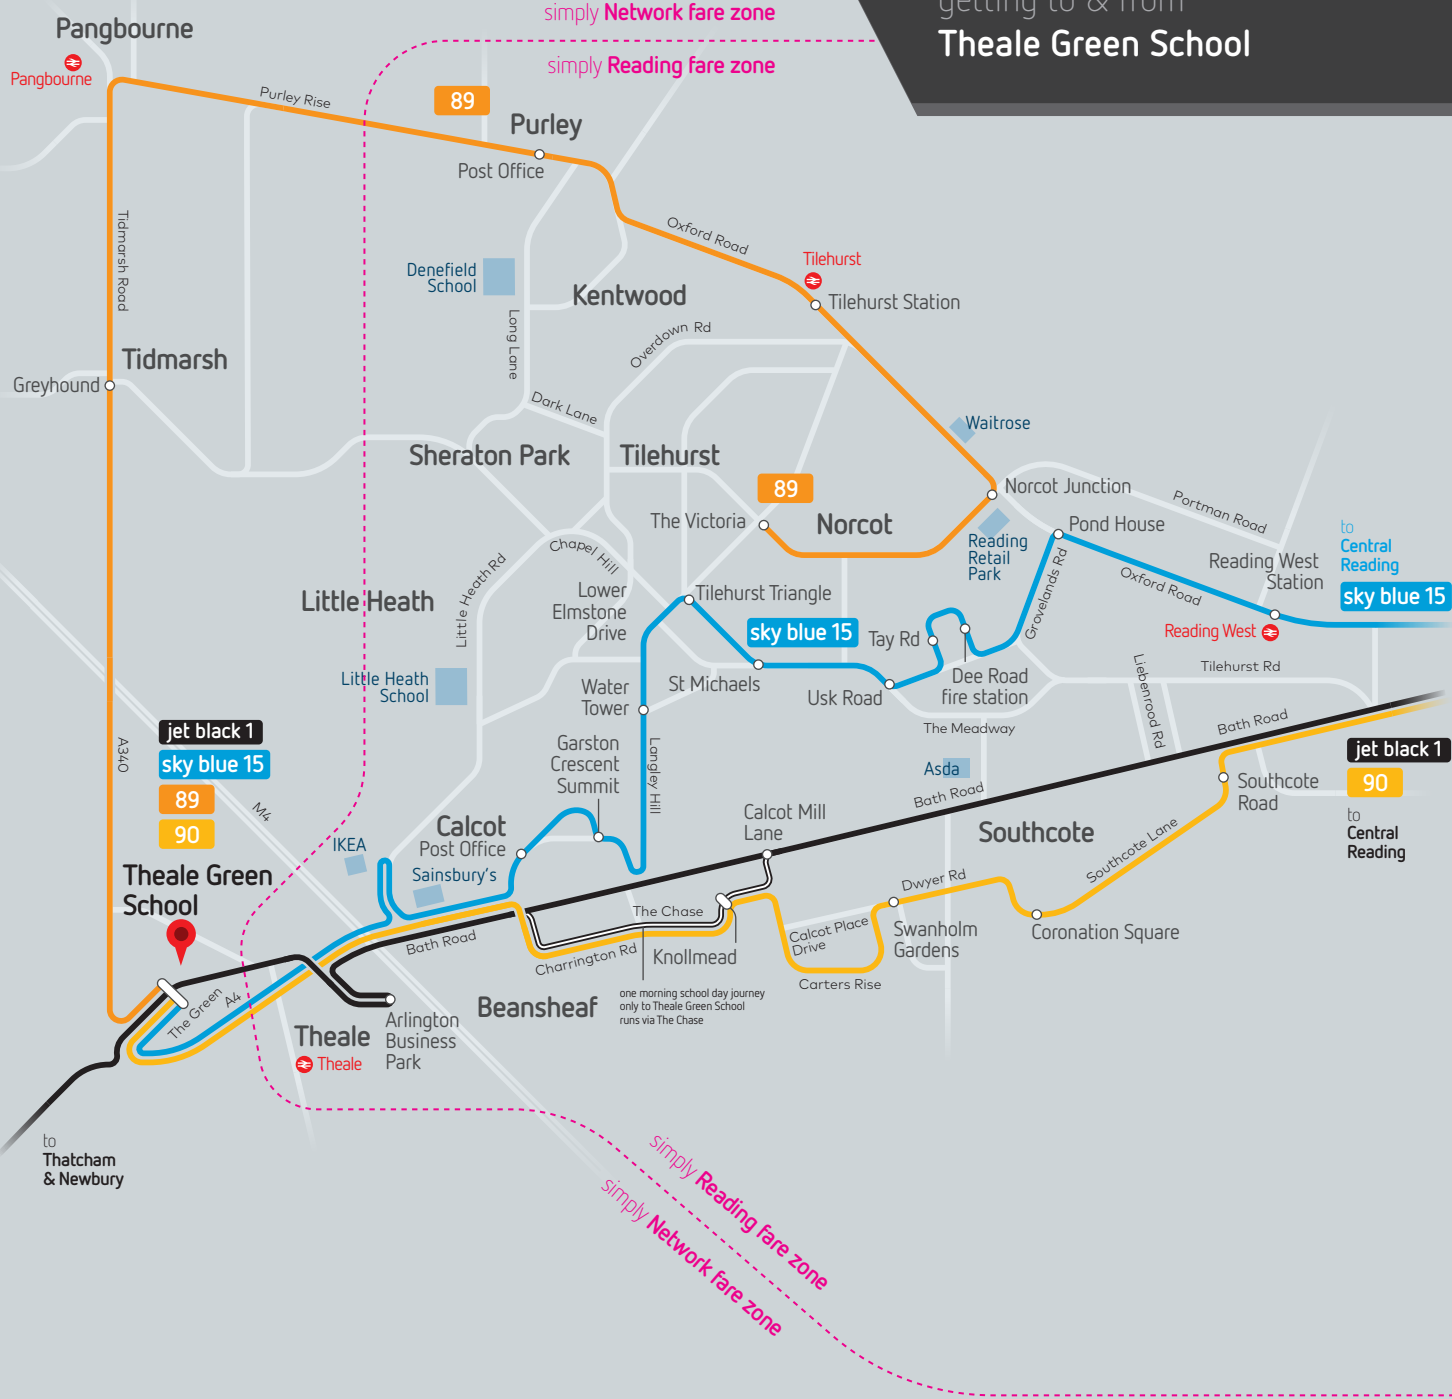 getting to & from
Theale Green School
simply Network fare zone
simply Reading fare zone
Pangbourne
Pangbourne
Purley Rise
89
Purley
Post Office
Tidmarsh Road
Oxford Road
Denefield
School
Tilehurst
Tilehurst Station
Kentwood
Long Lane
Overdown Rd
Tidmarsh
Greyhound
Dark Lane
Waitrose
Sheraton Park
Tilehurst
89
Norcot Junction
Portman Road
The Victoria
Norcot
Pond House
Reading
Retail
Park
Chapel Hill
Little Heath Rd
Grovelands Rd
Oxford Road
Reading West
Station
to
Central
Reading
sky blue 15
Little Heath
Lower
Elmstone
Drive
Tilehurst Triangle
sky blue 15
Tay Rd
Reading West
Little Heath
School
Water
Tower
St Michaels
Usk Road
Dee Road
fire station
Liebenrood Rd
Tilehurst Rd
The Meadway
Bath Road
A340
jet black 1
sky blue 15
89
90
M4
Garston
Crescent
Summit
Langley Hill
Asda
Bath Road
jet black 1
90
to
Central
Reading
Southcote
Road
Calcot Mill
Lane
Southcote
Southcote Lane
IKEA
Calcot
Post Office
Sainsbury's
Theale Green
School
Dwyer Rd
The Chase
Calcot Place
Drive
Swanholm
Gardens
Coronation Square
Bath Road
Charrington Rd
Knollmead
Carters Rise
one morning school day journey
only to Theale Green School
runs via The Chase
Beansheaf
The Green
A4
Theale
Theale
Arlington
Business
Park
to
Thatcham
& Newbury
simply Reading fare zone
simply Network fare zone